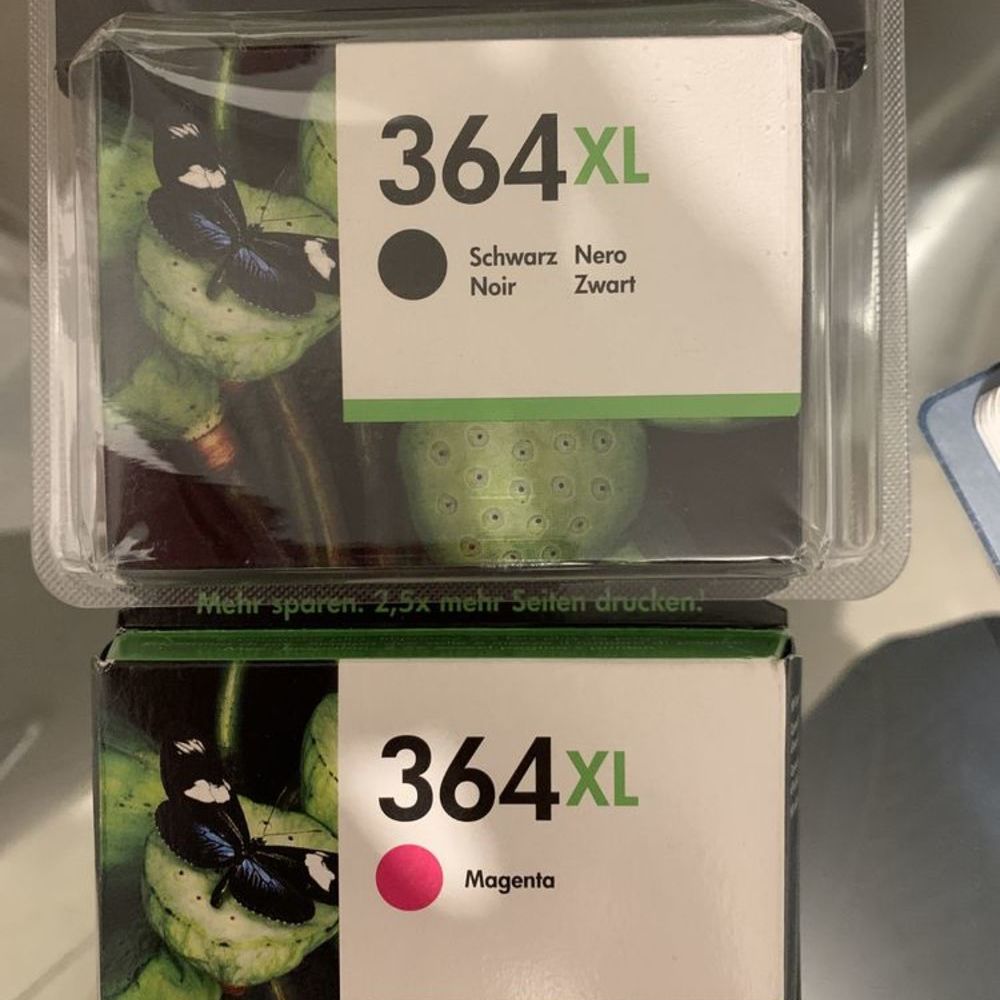 364XL
Schwarz Nero
Noir Zwart
Mehr sparen: 2,5x mehr Seiten drucken!
364XL
Magenta